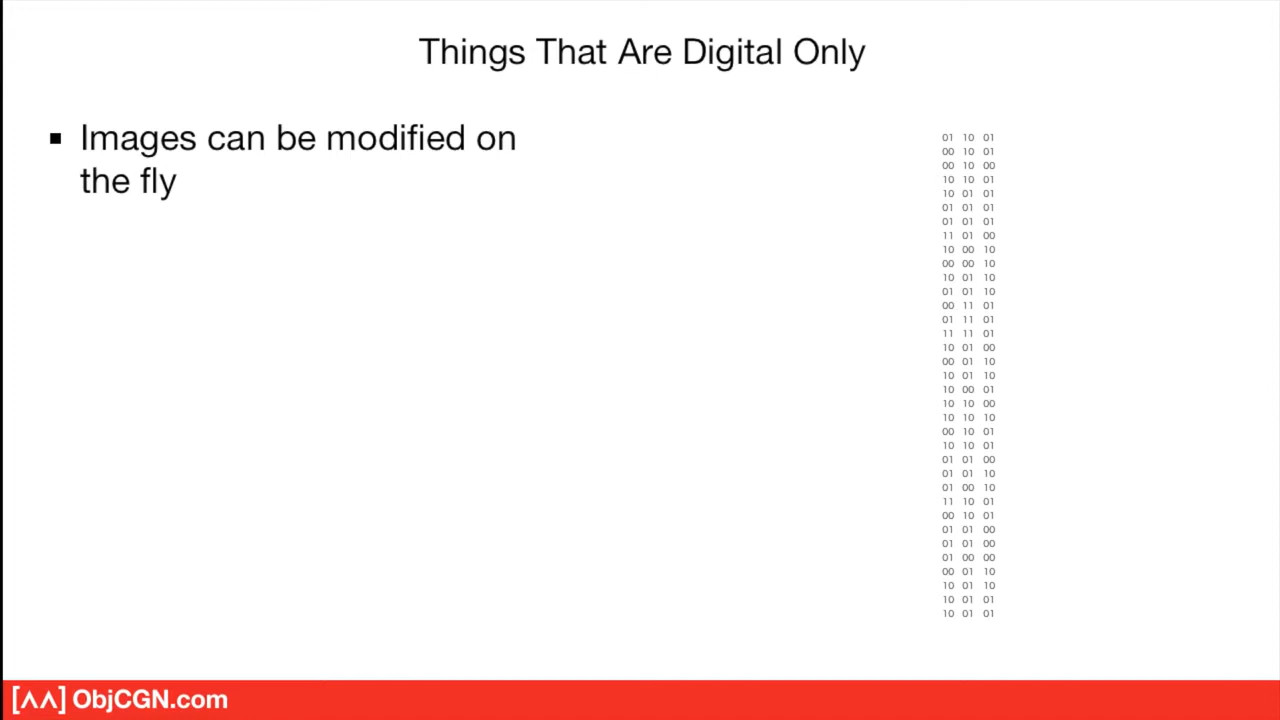 Things That Are Digital Only
▪ Images can be modified on
the fly
01 10 01
00 10 01
00 10 00
10 10 01
10 01 01
01 01 01
01 01 01
11 01 00
10 00 10
00 00 10
10 01 10
01 01 10
00 11 01
01 11 01
11 11 01
10 01 00
00 01 10
10 01 10
10 00 01
10 10 00
10 10 10
00 10 01
10 10 01
01 01 00
01 01 10
01 00 10
11 10 01
00 10 01
01 01 00
01 01 00
01 00 00
00 01 10
10 01 10
10 01 01
10 01 01
[ʌʌ] ObjCGN.com